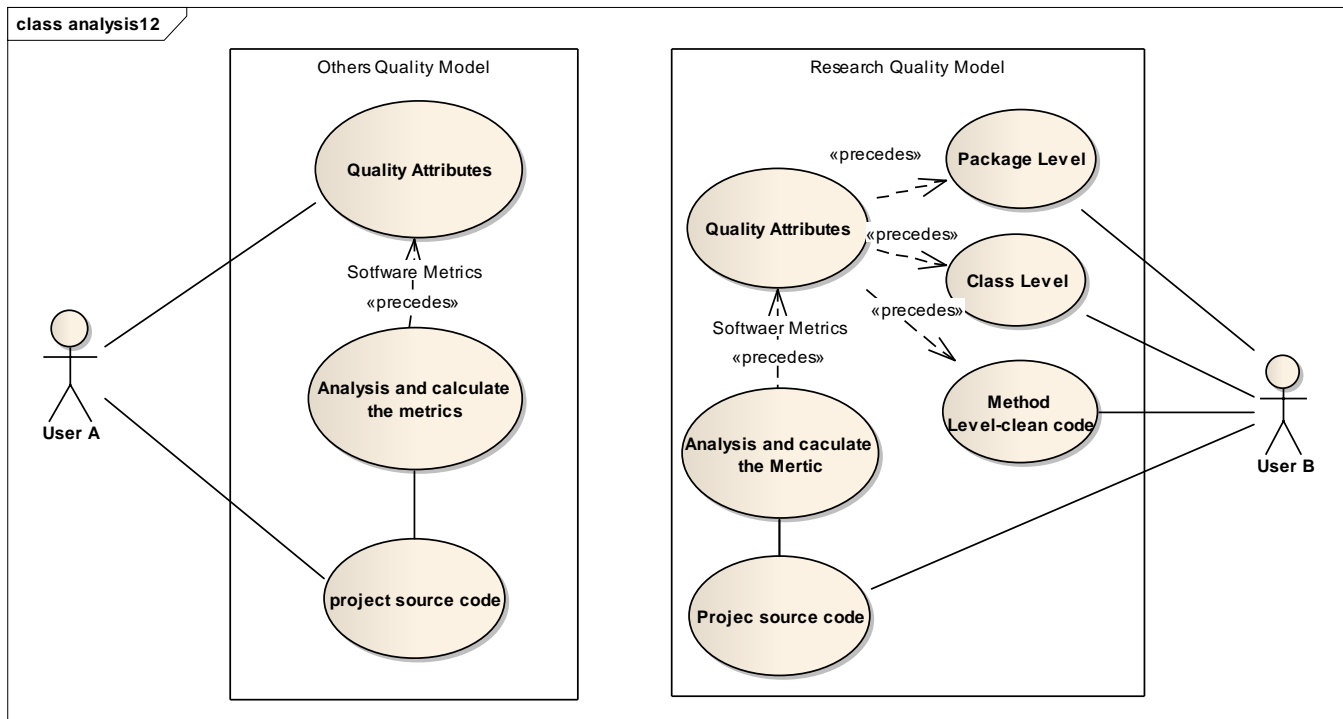 class analysis12
Others Quality Model
Quality Attributes
Sotfware Metrics
«precedes»
Analysis and calculate
the metrics
project source code
User A
Research Quality Model
Package Level
«precedes»
Quality Attributes
«precedes»
Class Level
«precedes»
Softwaer Metrics
«precedes»
Method
Level-clean code
Analysis and caculate
the Mertic
Projec source code
User B